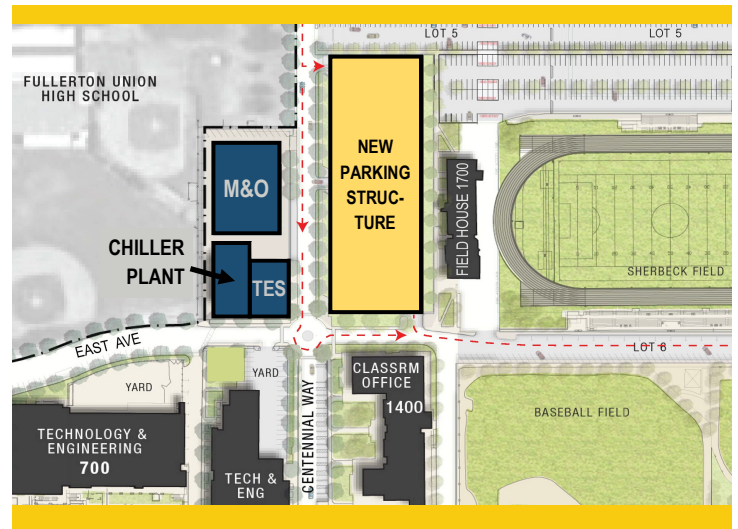 LOT 5
LOT 5
FULLERTON UNION
HIGH SCHOOL
M&O
NEW
PARKING
STRUC-
TURE
FIELD HOUSE 1700
CHILLER
PLANT
TES
SHERBECK FIELD
EAST AVE
LOT 6
YARD
YARD
CENTENNIAL WAY
CLASSRM
OFFICE
1400
BASEBALL FIELD
TECHNOLOGY &
ENGINEERING
700
TECH &
ENG